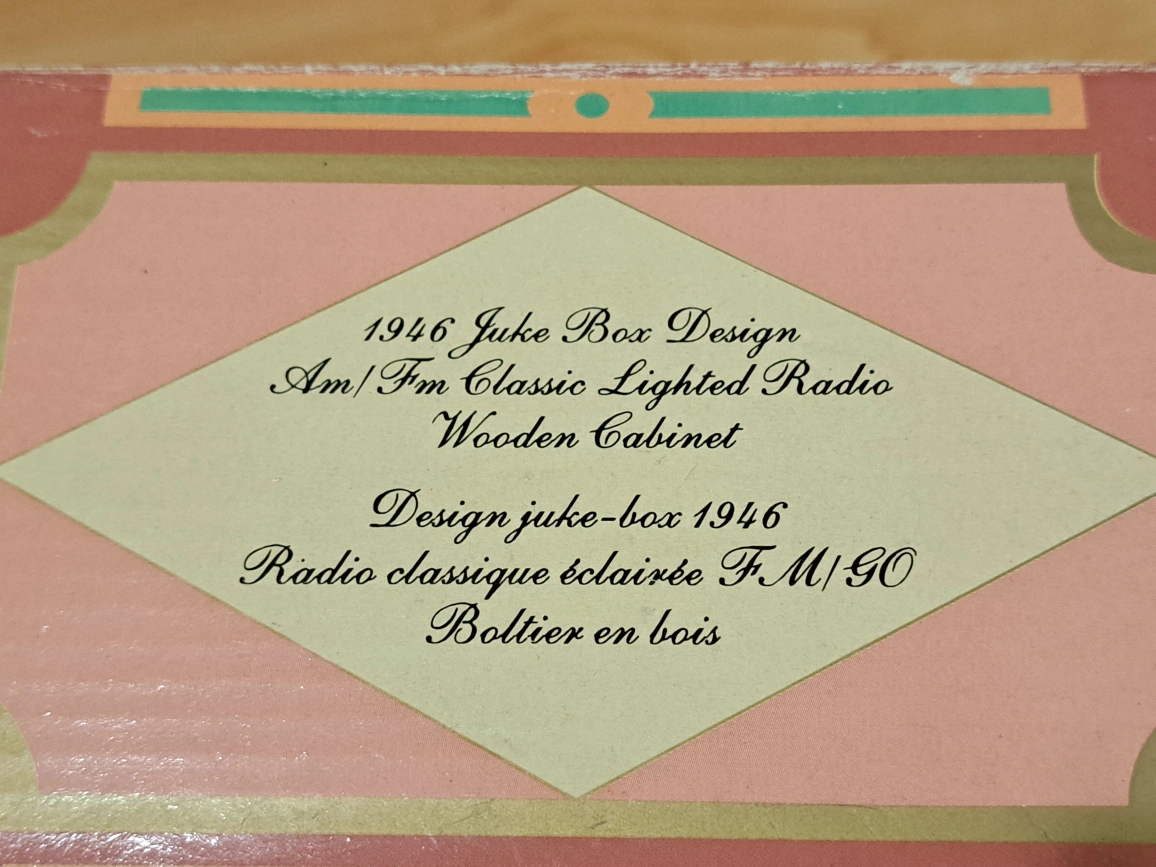 1946 Juke Box Design
Am/Fm Classic Lighted Radio
Wooden Cabinet
Design juke-box 1946
Radio classique éclairée FM/GO
Boltier en bois